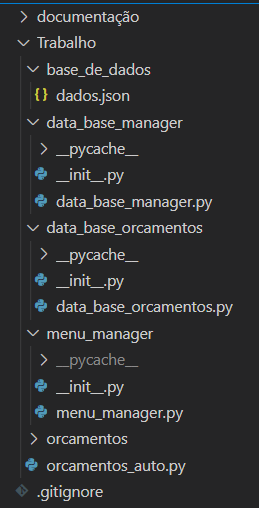 documentação
Trabalho
base_de_dados
dados.json
data_base_manager
__pycache__
__init__.py
data_base_manager.py
data_base_orcamentos
__pycache__
__init__.py
data_base_orcamentos.py
menu_manager
__pycache__
__init__.py
menu_manager.py
orcamentos
orcamentos_auto.py
.gitignore